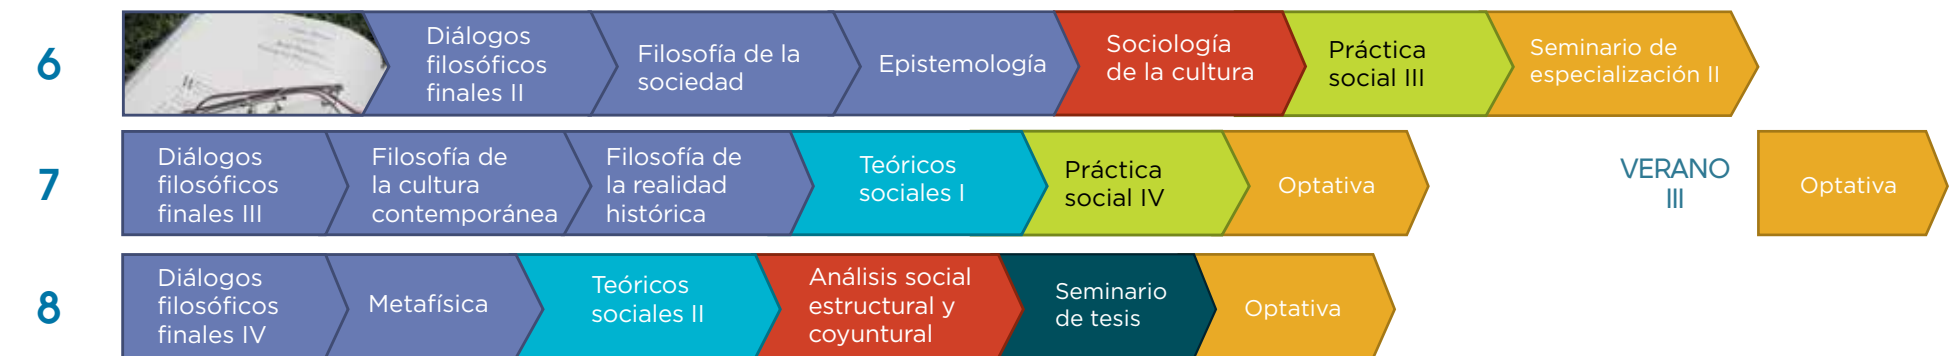 6
Diálogos
filosóficos
finales II
Filosofía de la
sociedad
Epistemología
Sociología
de la cultura
Práctica
social III
Seminario de
especialización II
7
Diálogos
filosóficos
finales III
Filosofía de
la cultura
contemporánea
Filosofía de
la realidad
histórica
Teóricos
sociales I
Práctica
social IV
Optativa
VERANO
III
Optativa
8
Diálogos
filosóficos
finales IV
Metafísica
Teóricos
sociales II
Análisis social
estructural y
coyuntural
Seminario
de tesis
Optativa